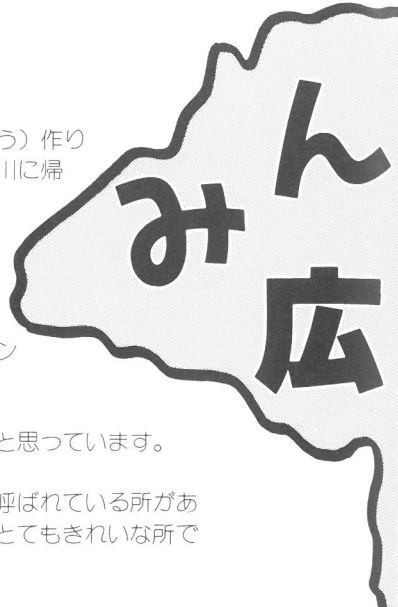 う）作り
川に帰
みん
広
ン
と思っています。
呼ばれている所があ
とてもきれいな所で